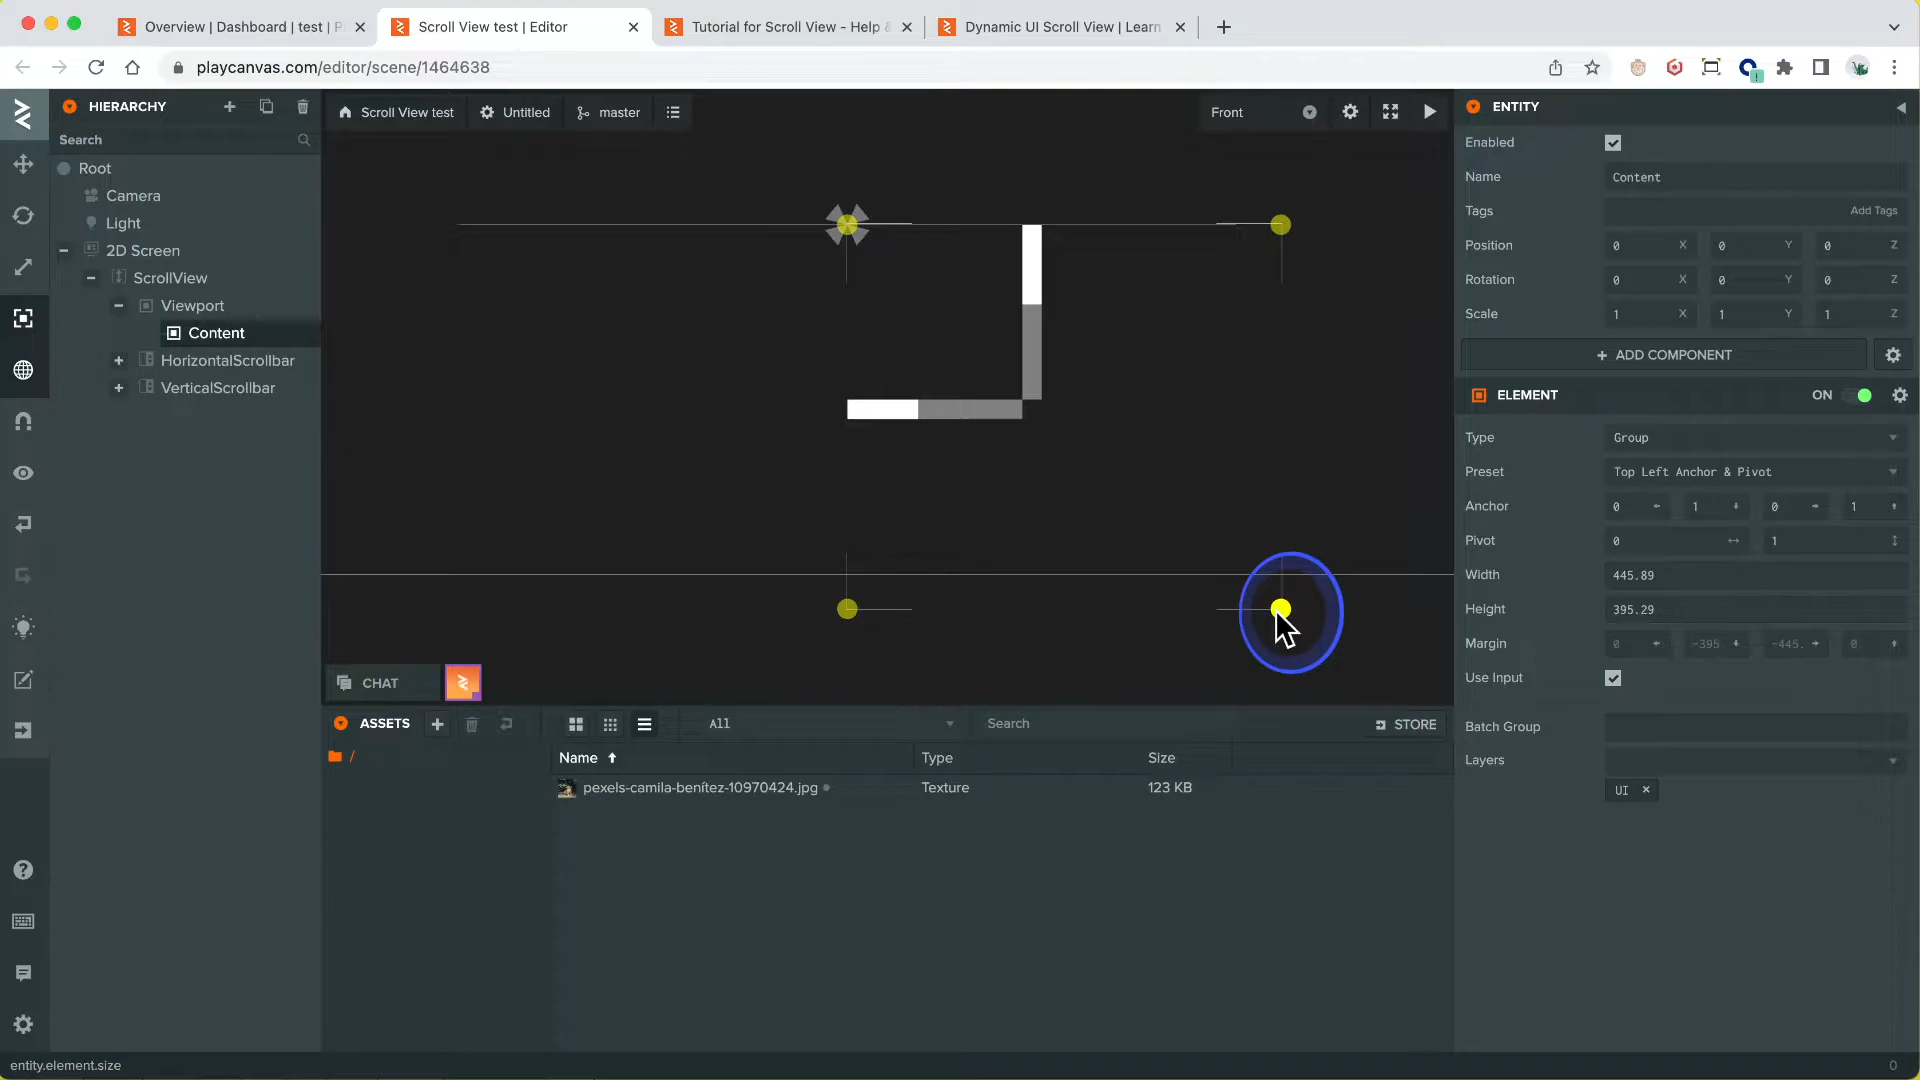 Overview | Dashboard | test | P
Scroll View test | Editor
Tutorial for Scroll View - Help &
Dynamic UI Scroll View | Learn
playcanvas.com/editor/scene/1464638
HIERARCHY
Search
Root
Camera
Light
2D Screen
ScrollView
Viewport
Content
HorizontalScrollbar
VerticalScrollbar
Scroll View test
Untitled
master
Front
CHAT
ASSETS
All
Search
STORE
/
Name
Type
Size
pexels-camila-benítez-10970424.jpg
Texture
123 KB
ENTITY
Enabled
Name Content
Tags Add Tags
Position 0 X 0 Y 0 Z
Rotation 0 X 0 Y 0 Z
Scale 1 X 1 Y 1 Z
+ ADD COMPONENT
ELEMENT ON
Type Group
Preset Top Left Anchor & Pivot
Anchor 0 ← 1 ↓ 0 → 1 ↑
Pivot 0 ↔ 1 ↕
Width 445.89
Height 395.29
Margin 0 ← -395 ↓ -445. → 0 ↑
Use Input
Batch Group
Layers
UI ×
entity.element.size
0